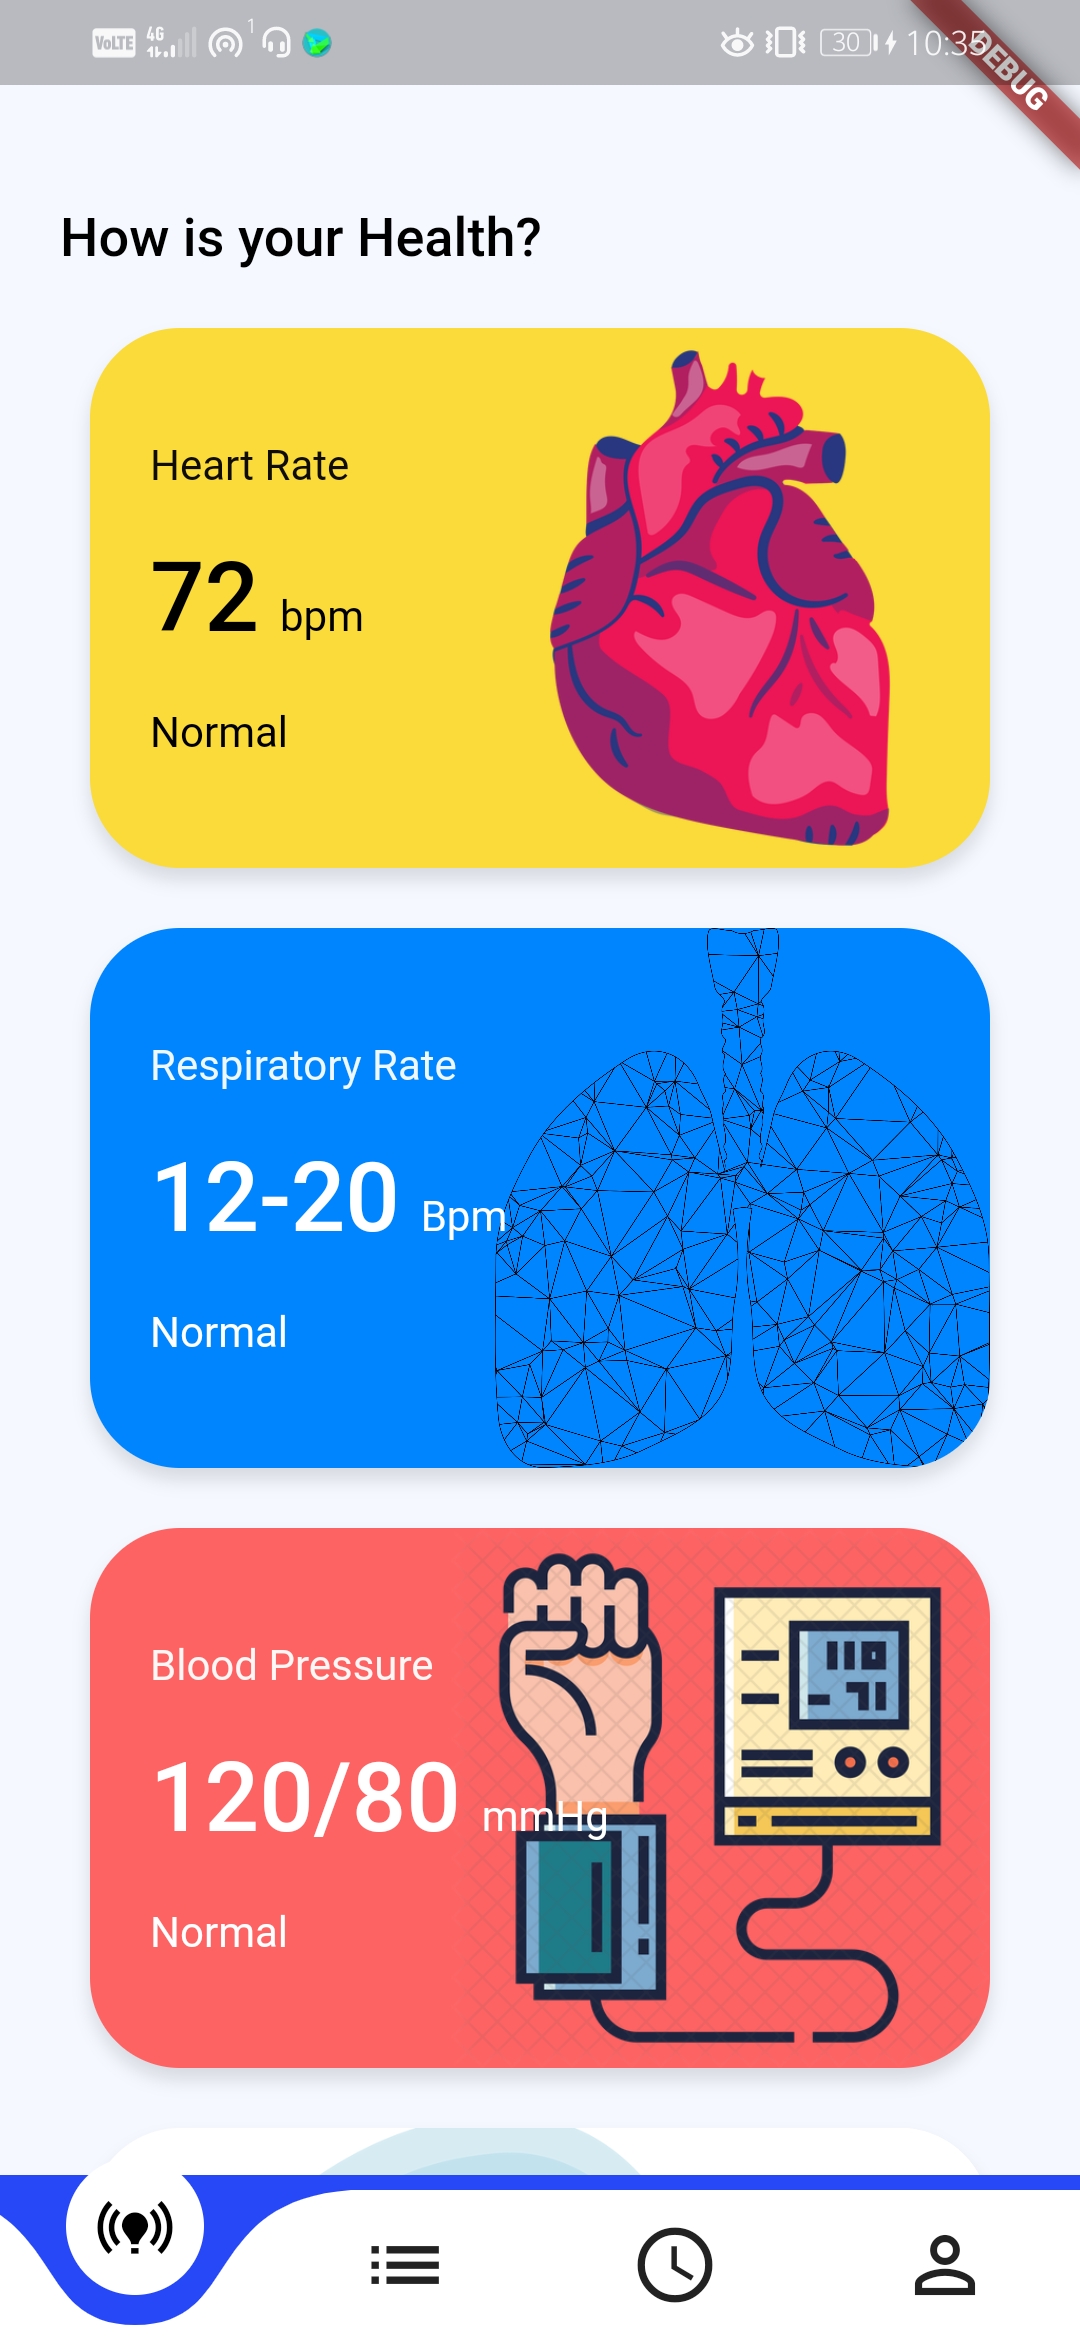 VoLTE 4G 1 30 10:35
DEBUG
How is your Health?
Heart Rate
72 bpm
Normal
Respiratory Rate
12-20 Bpm
Normal
Blood Pressure
120/80 mmHg
Normal